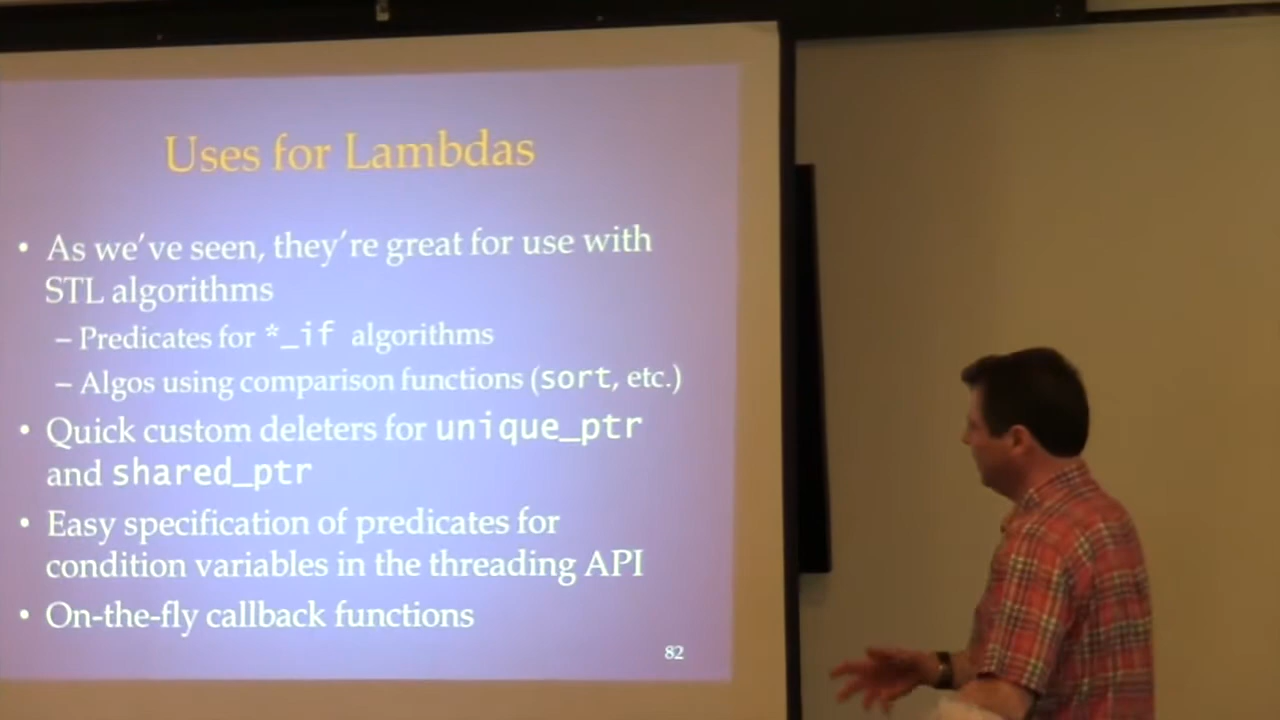 Uses for Lambdas
• As we've seen, they're great for use with
STL algorithms
– Predicates for *_if algorithms
– Algos using comparison functions (sort, etc.)
• Quick custom deleters for unique_ptr
and shared_ptr
• Easy specification of predicates for
condition variables in the threading API
• On-the-fly callback functions
82